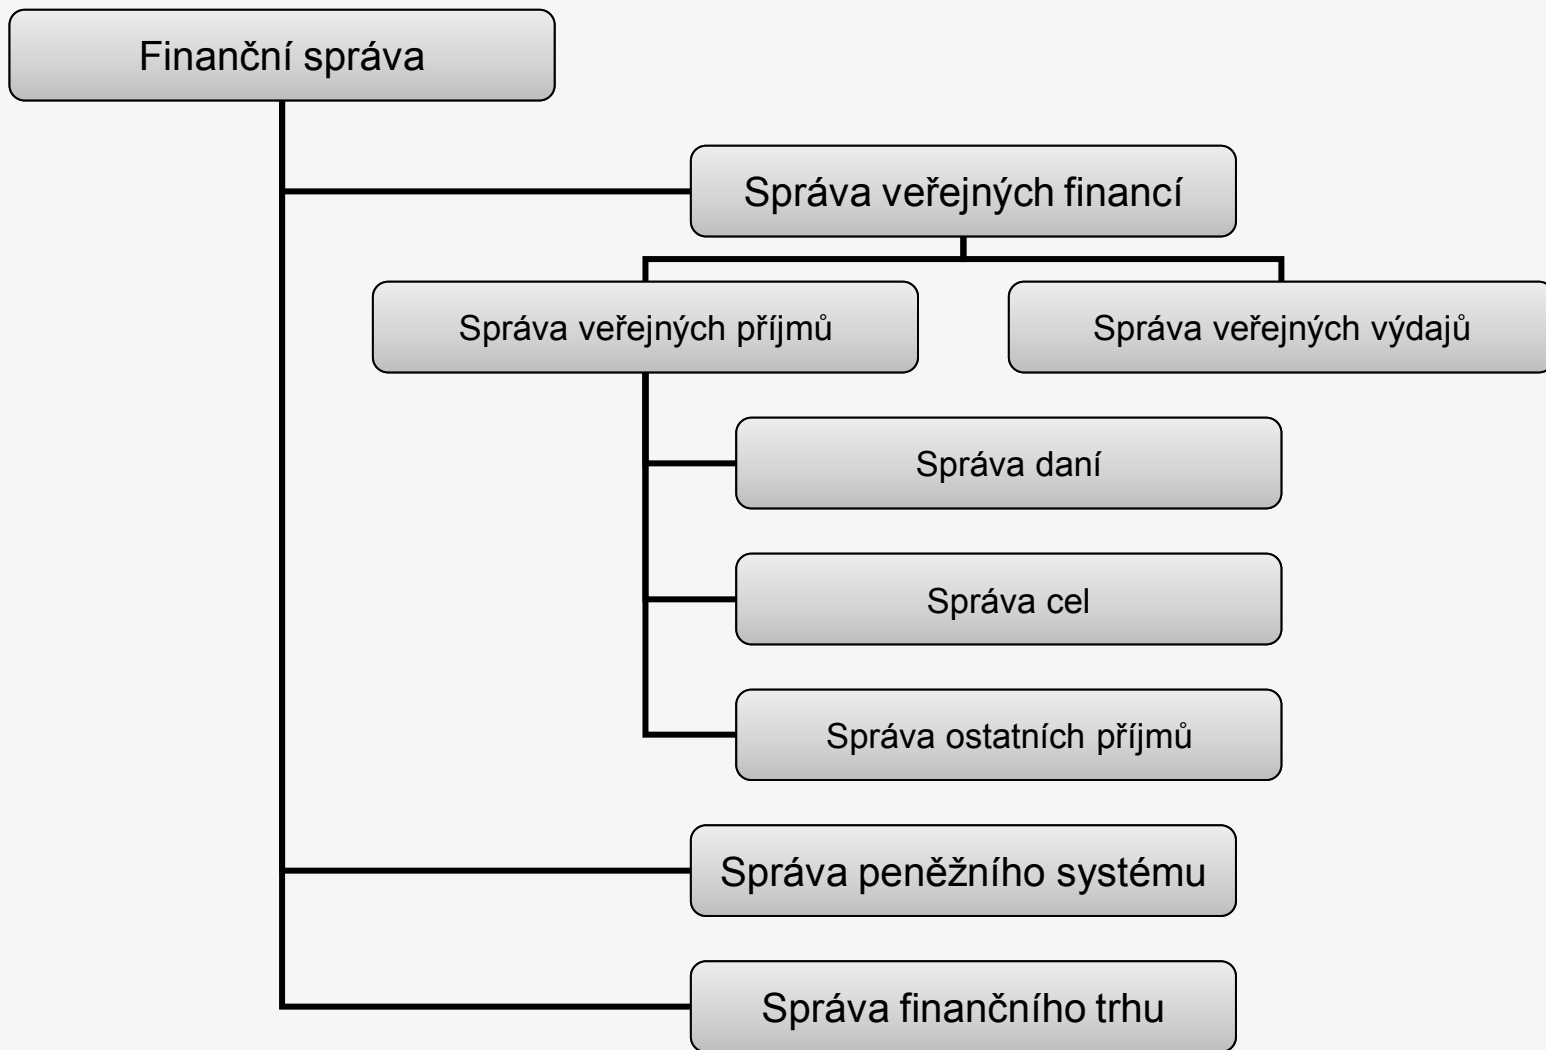 Finanční správa
Správa veřejných financí
Správa veřejných příjmů
Správa veřejných výdajů
Správa daní
Správa cel
Správa ostatních příjmů
Správa peněžního systému
Správa finančního trhu